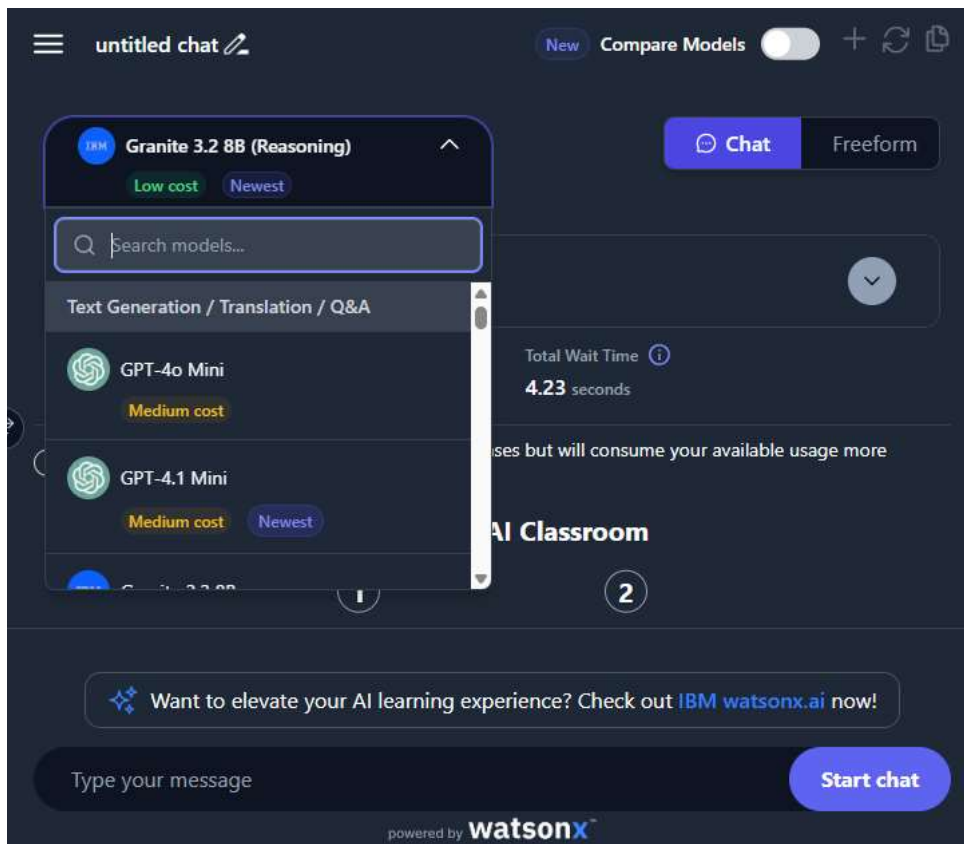 untitled chat
New Compare Models
IBM Granite 3.2 8B (Reasoning)
Low cost Newest
Chat Freeform
Search models...
Text Generation / Translation / Q&A
GPT-4o Mini
Medium cost
GPT-4.1 Mini
Medium cost Newest
Total Wait Time
4.23 seconds
ses but will consume your available usage more
AI Classroom
1 2
Want to elevate your AI learning experience? Check out IBM watsonx.ai now!
Type your message
Start chat
powered by watsonx